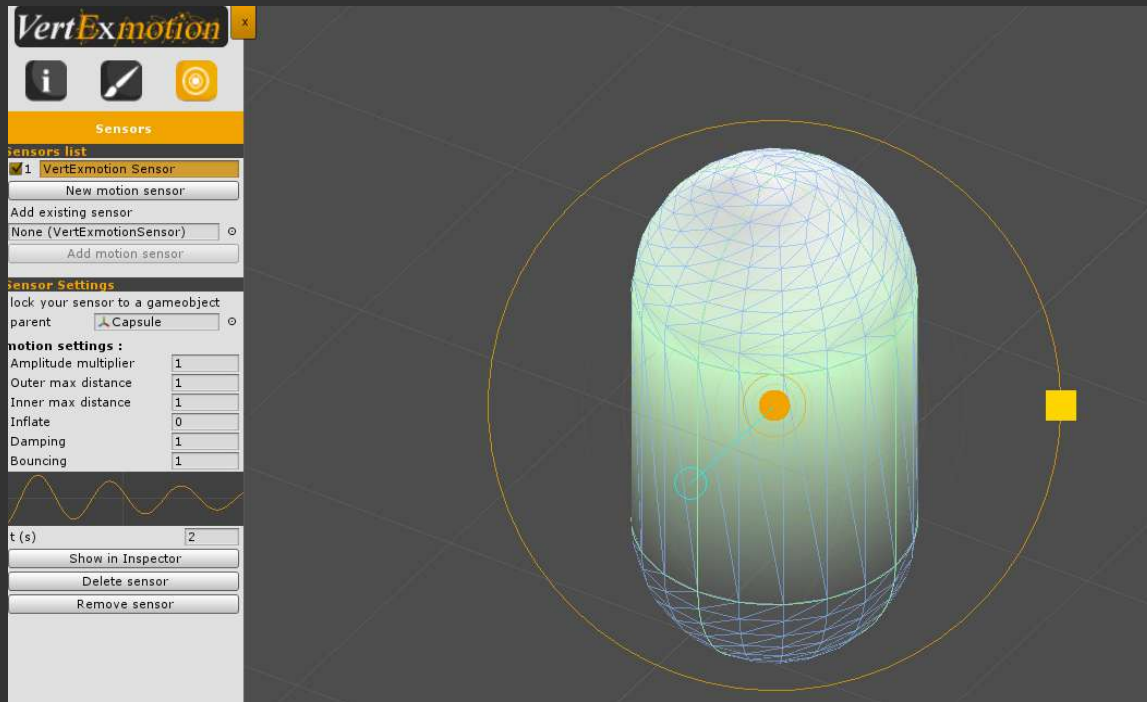 VertExmotion
x
i
Sensors
Sensors list
1 VertExmotion Sensor
New motion sensor
Add existing sensor
None (VertExmotionSensor)
Add motion sensor
Sensor Settings
lock your sensor to a gameobject
parent Capsule
motion settings :
Amplitude multiplier 1
Outer max distance 1
Inner max distance 1
Inflate 0
Damping 1
Bouncing 1
t (s) 2
Show in Inspector
Delete sensor
Remove sensor